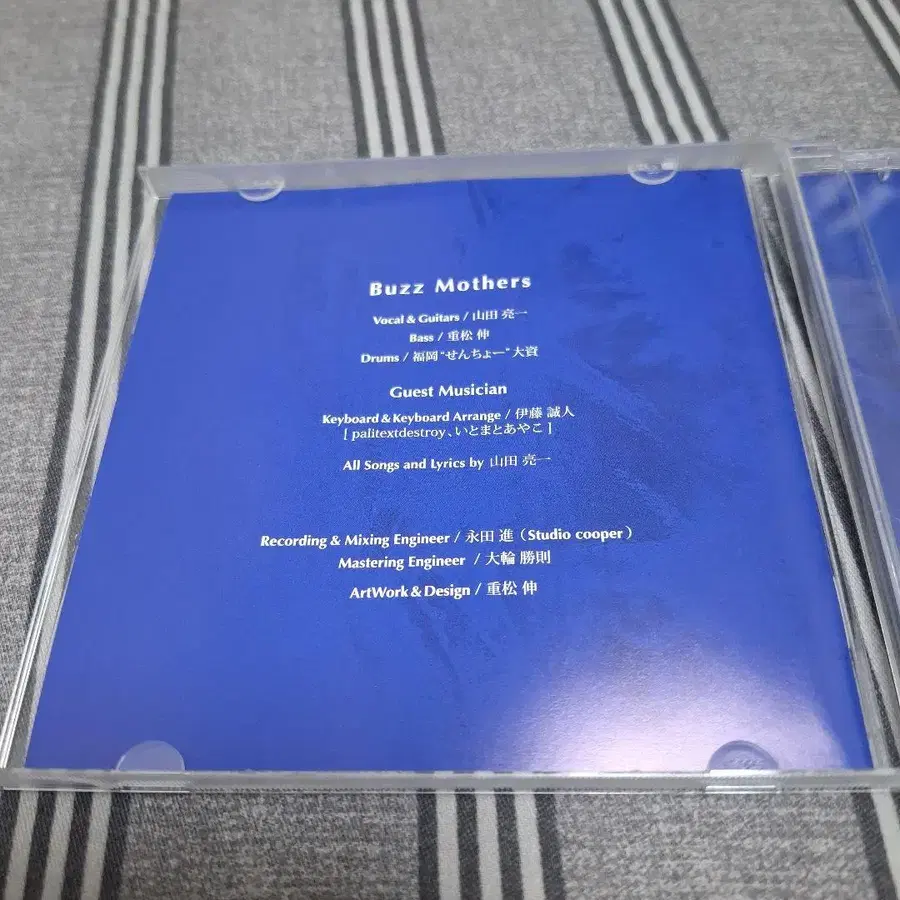 Buzz Mothers
Vocal & Guitars / 山田 亮一
Bass / 重松 伸
Drums / 福岡“せんちょー”大資
Guest Musician
Keyboard & Keyboard Arrange / 伊藤 誠人
[ palitextdestroy、いとまとあやこ ]
All Songs and Lyrics by 山田 亮一
Recording & Mixing Engineer / 永田 進 ( Studio cooper )
Mastering Engineer / 大輪 勝則
ArtWork & Design / 重松 伸